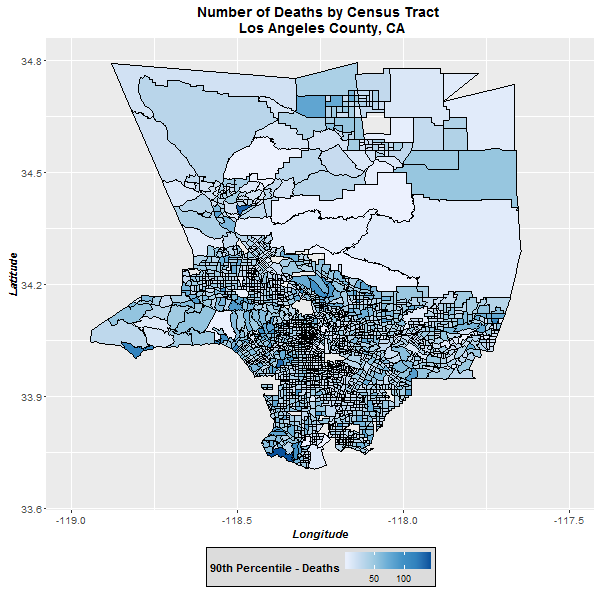 Number of Deaths by Census Tract
Los Angeles County, CA
Latitude
34.8
34.5
34.2
33.9
33.6
-119.0
-118.5
-118.0
-117.5
Longitude
90th Percentile - Deaths
50
100